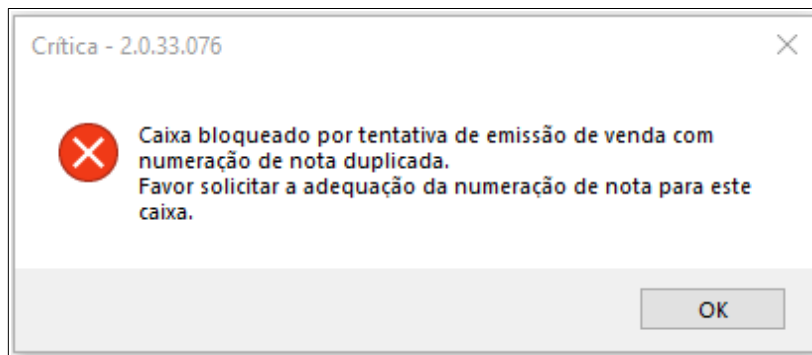 Crítica - 2.0.33.076
Caixa bloqueado por tentativa de emissão de venda com
numeração de nota duplicada.
Favor solicitar a adequação da numeração de nota para este
caixa.
OK